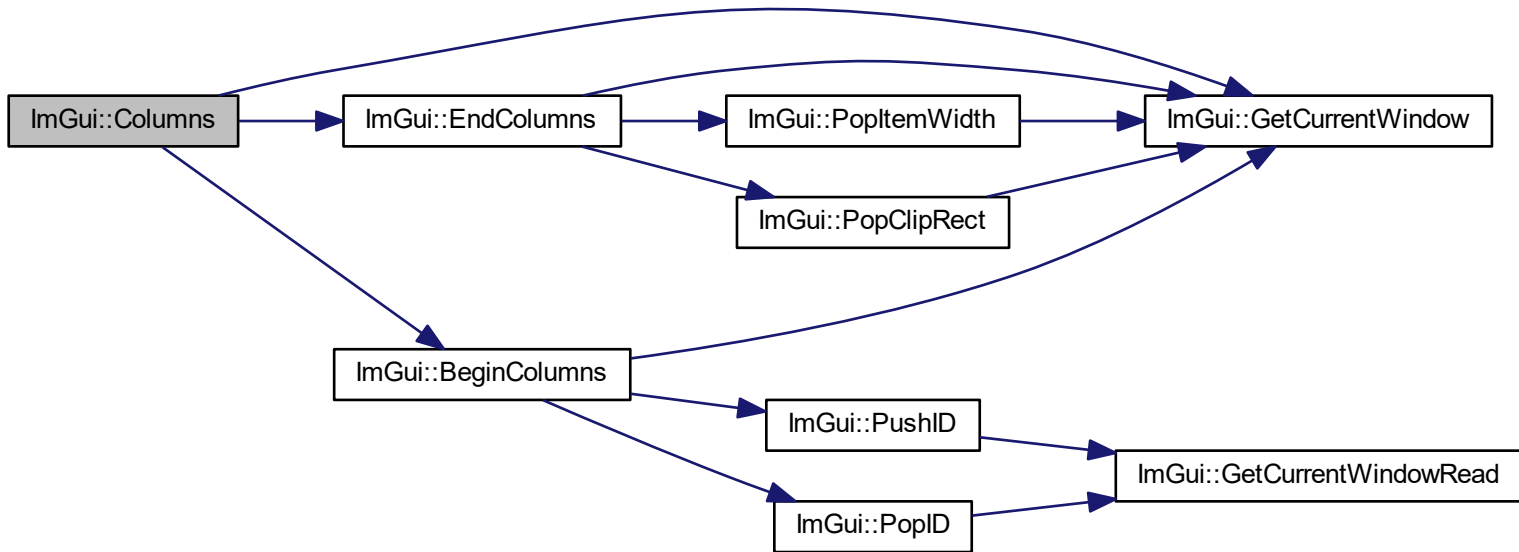 ImGui::Columns
ImGui::EndColumns
ImGui::PopItemWidth
ImGui::GetCurrentWindow
ImGui::PopClipRect
ImGui::BeginColumns
ImGui::PushID
ImGui::GetCurrentWindowRead
ImGui::PopID